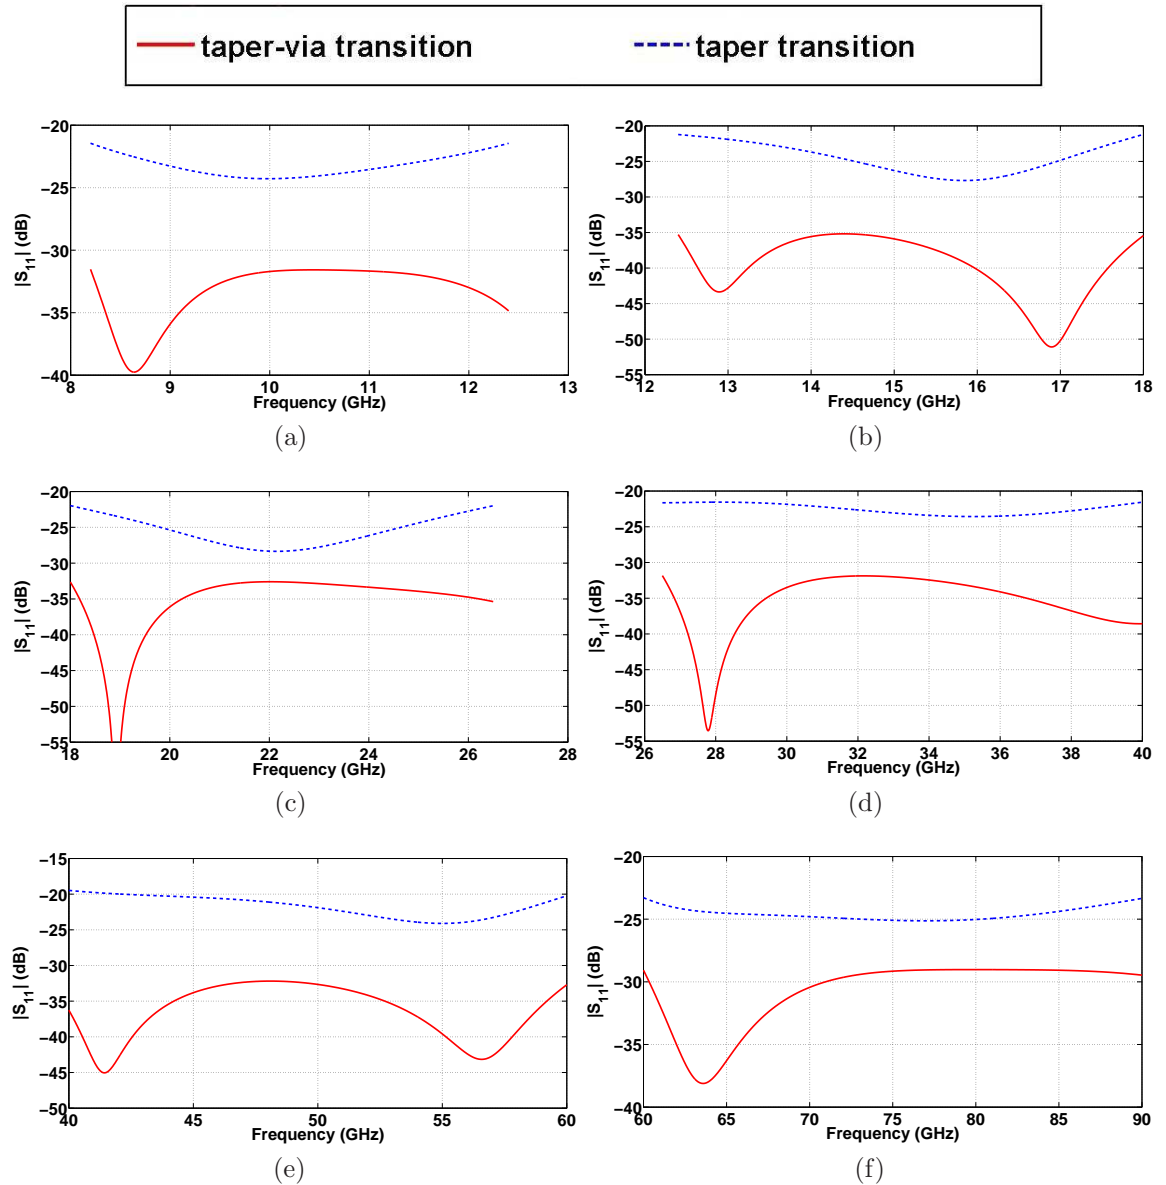 taper-via transition taper transition
−20
−25
−30
−35
−40
|S11| (dB)
8 9 10 11 12 13
Frequency (GHz)
(a)
−20
−25
−30
−35
−40
−45
−50
−55
|S11| (dB)
12 13 14 15 16 17 18
Frequency (GHz)
(b)
−20
−25
−30
−35
−40
−45
−50
−55
|S11| (dB)
18 20 22 24 26 28
Frequency (GHz)
(c)
−20
−25
−30
−35
−40
−45
−50
−55
|S11| (dB)
26 28 30 32 34 36 38 40
Frequency (GHz)
(d)
−15
−20
−25
−30
−35
−40
−45
−50
|S11| (dB)
40 45 50 55 60
Frequency (GHz)
(e)
−20
−25
−30
−35
−40
|S11| (dB)
60 65 70 75 80 85 90
Frequency (GHz)
(f)